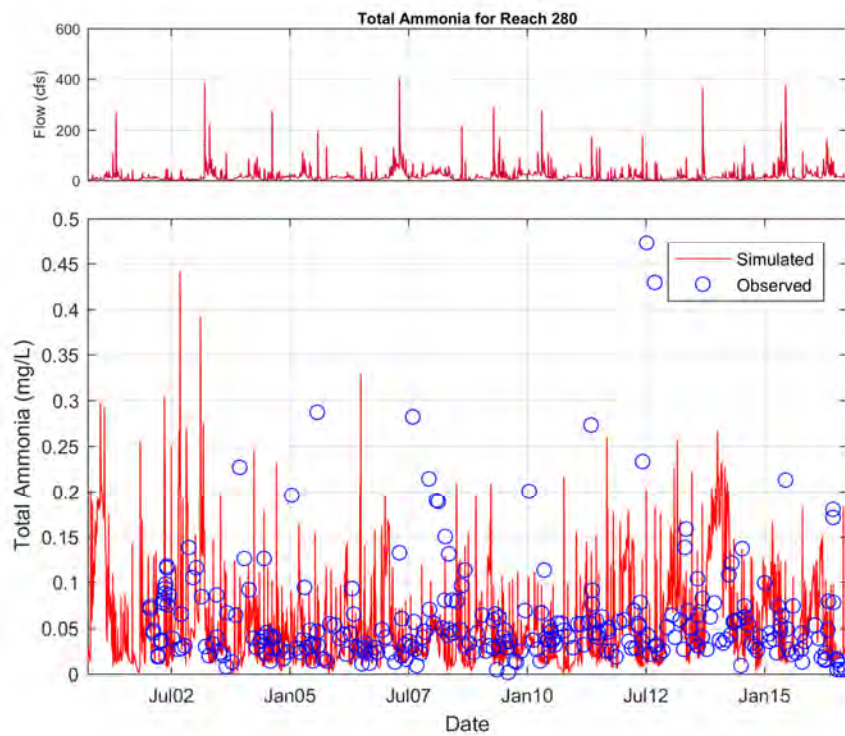 Total Ammonia for Reach 280
600
400
200
0
Flow (cfs)
0.5
0.45
0.4
0.35
0.3
0.25
0.2
0.15
0.1
0.05
0
Total Ammonia (mg/L)
Simulated
Observed
Jul02 Jan05 Jul07 Jan10 Jul12 Jan15
Date